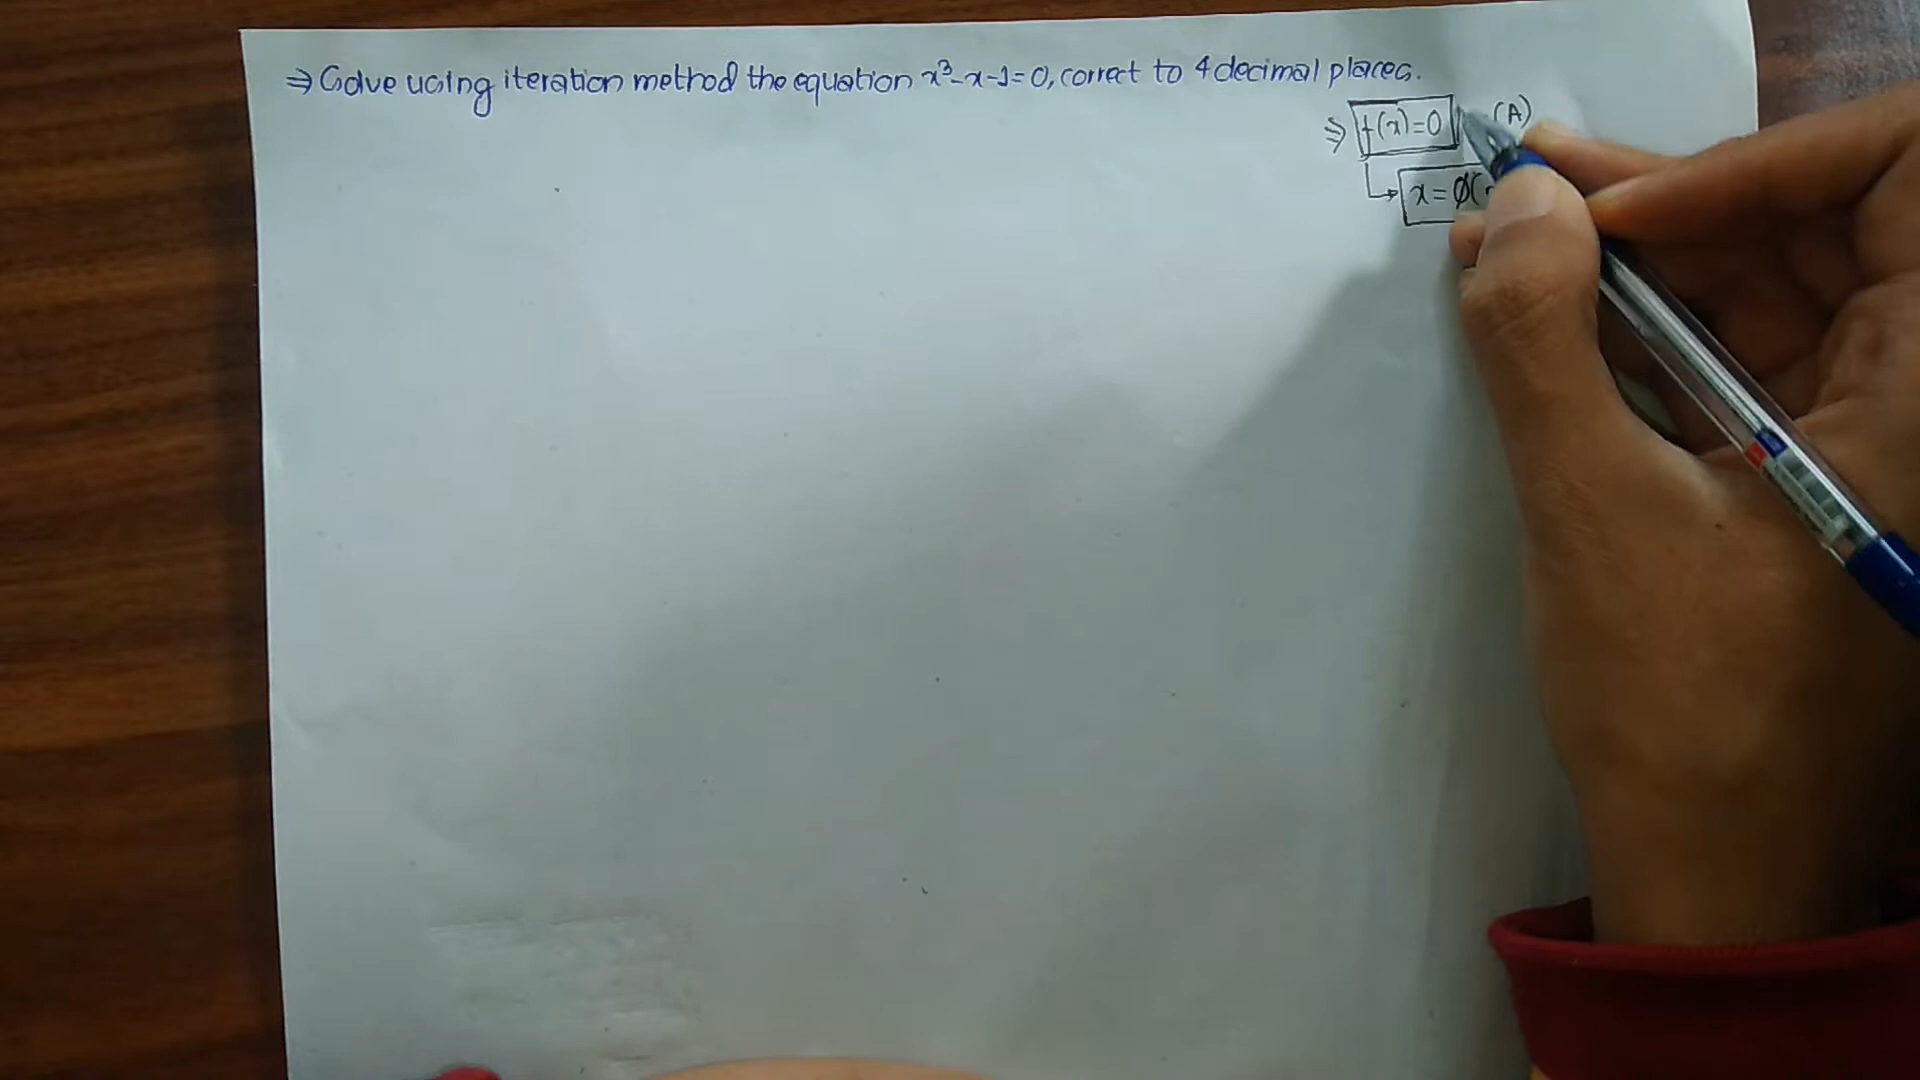 ⇒ Solve using iteration method the equation x³-x-1=0, correct to 4 decimal places.
⇒ f(x)=0 (A)
↳ x=∅(